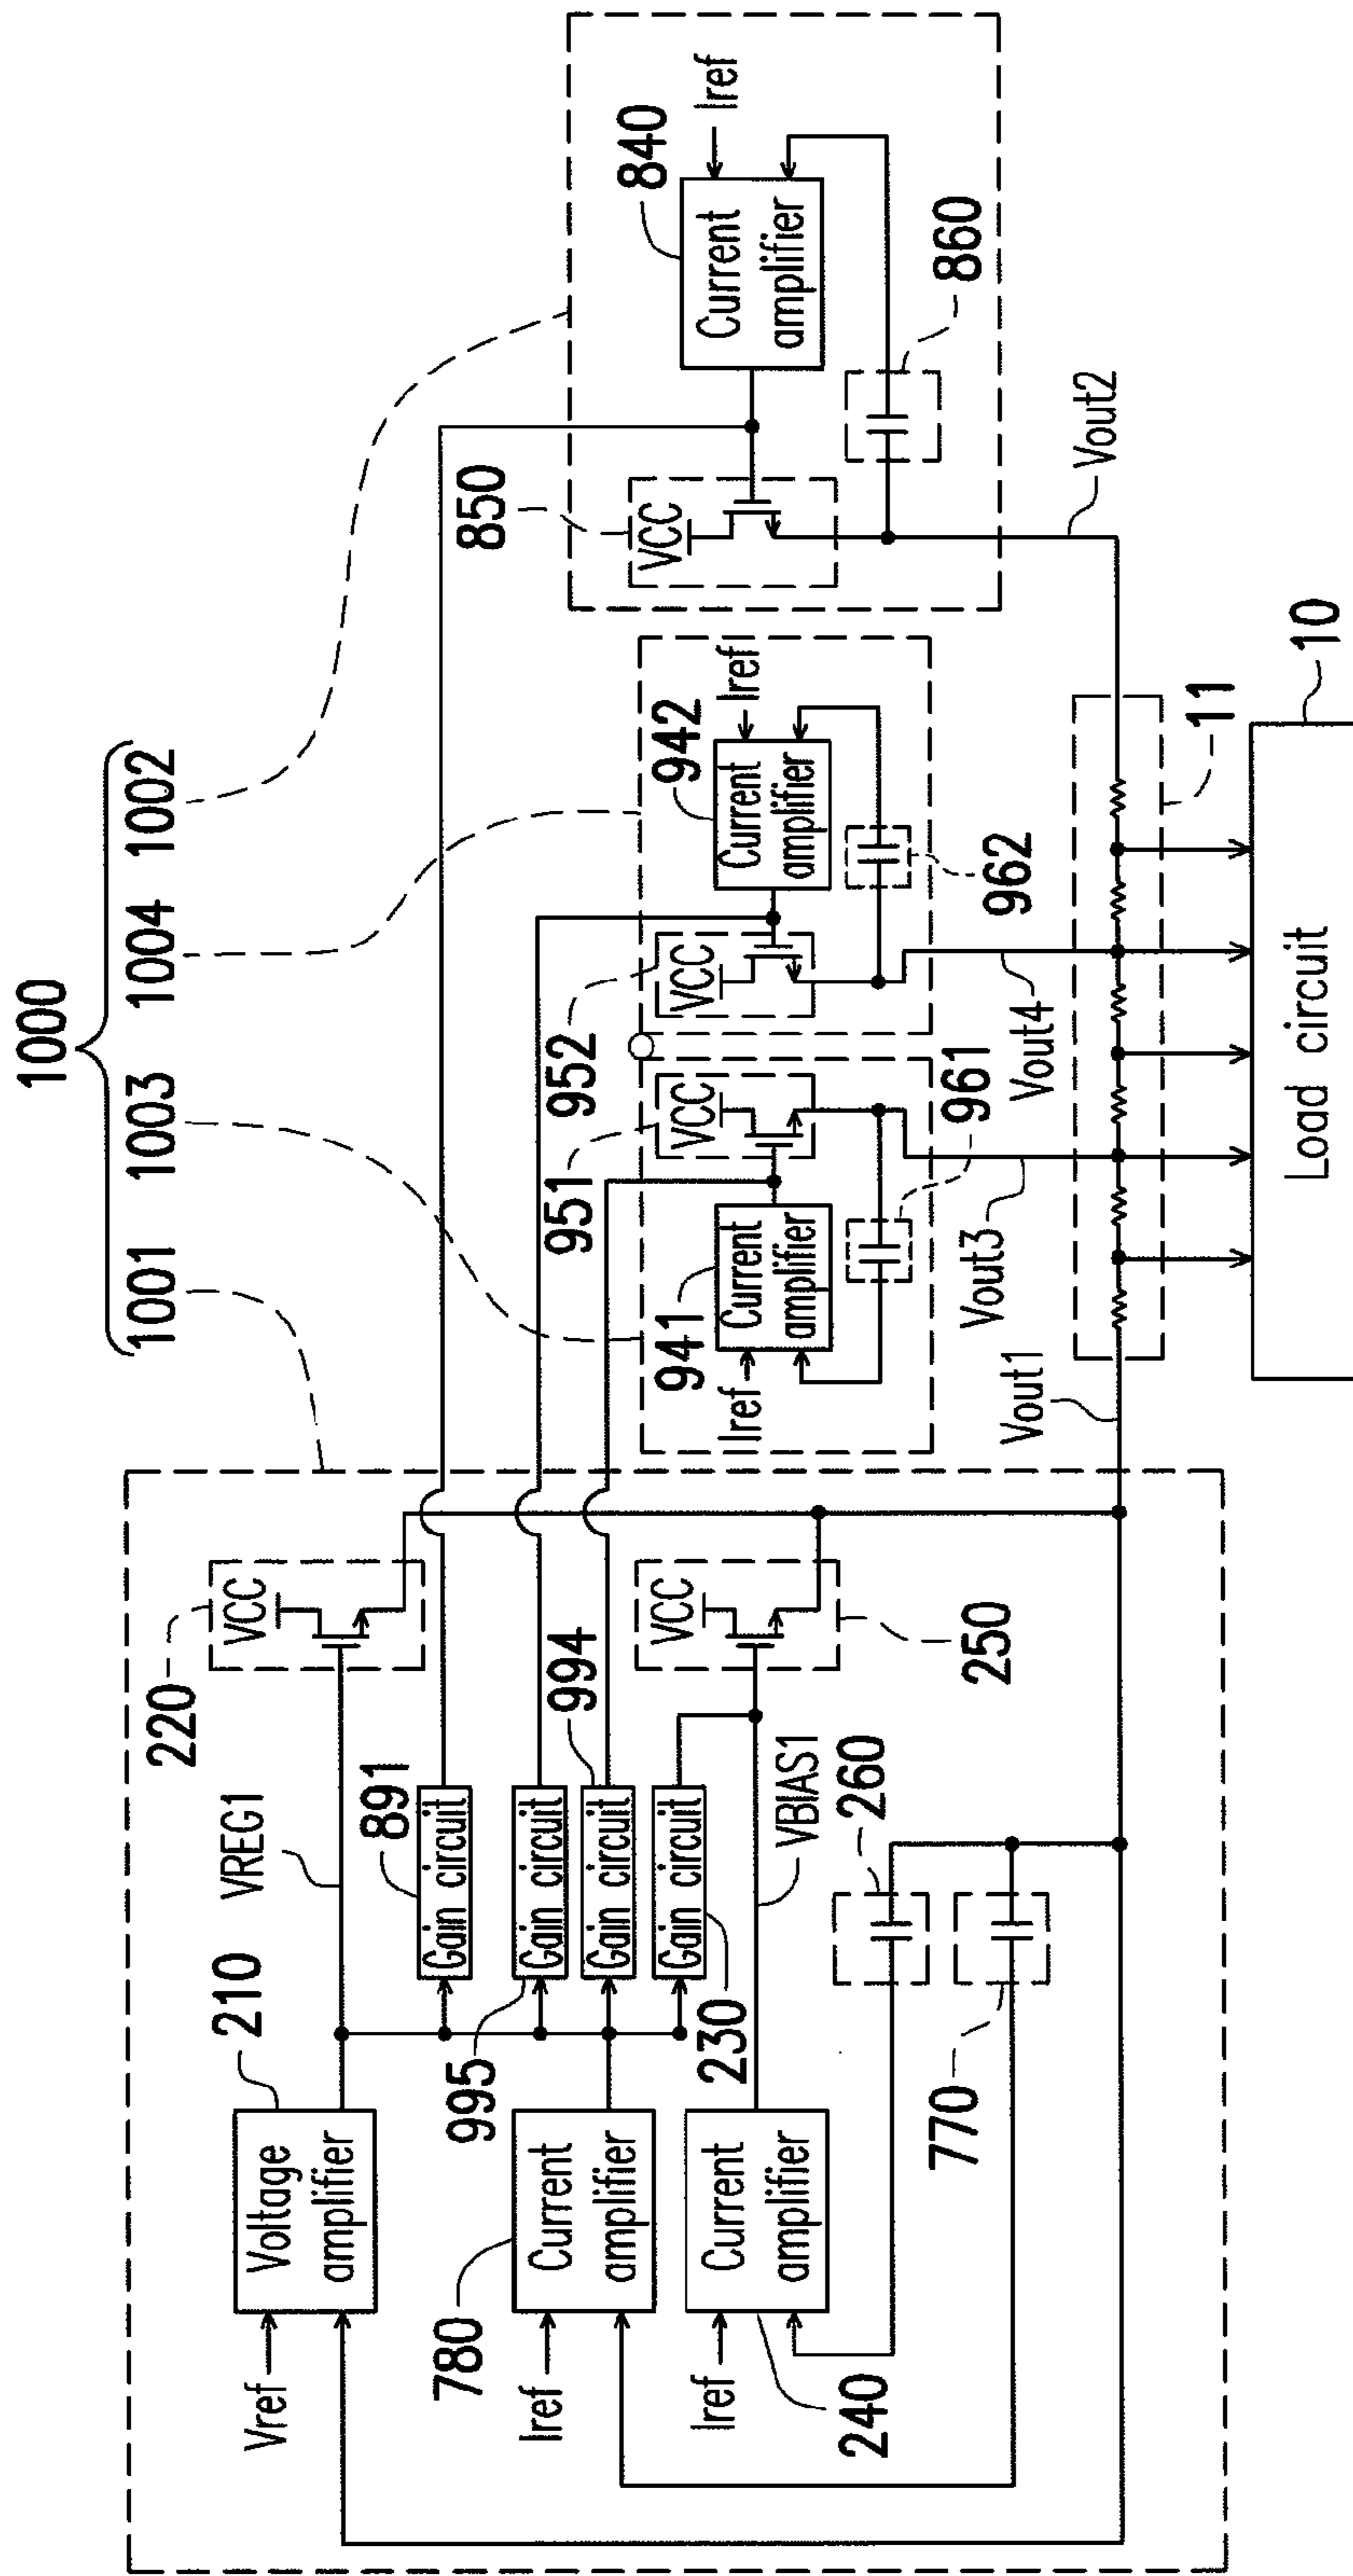 1000
1001 1003 1004 1002
220
VCC
VREG1
210
Voltage
amplifier
Vref
891
Gain circuit
995
Gain circuit
994
Gain circuit
230
Gain circuit
780
Current
amplifier
Iref
VCC
250
VBIAS1
240
Current
amplifier
Iref
260
770
951
VCC
941
Current
amplifier
Iref
961
Vout3
952
VCC
942
Current
amplifier
Iref
962
Vout4
850
VCC
840
Current
amplifier
Iref
860
Vout2
Vout1
11
10
Load circuit